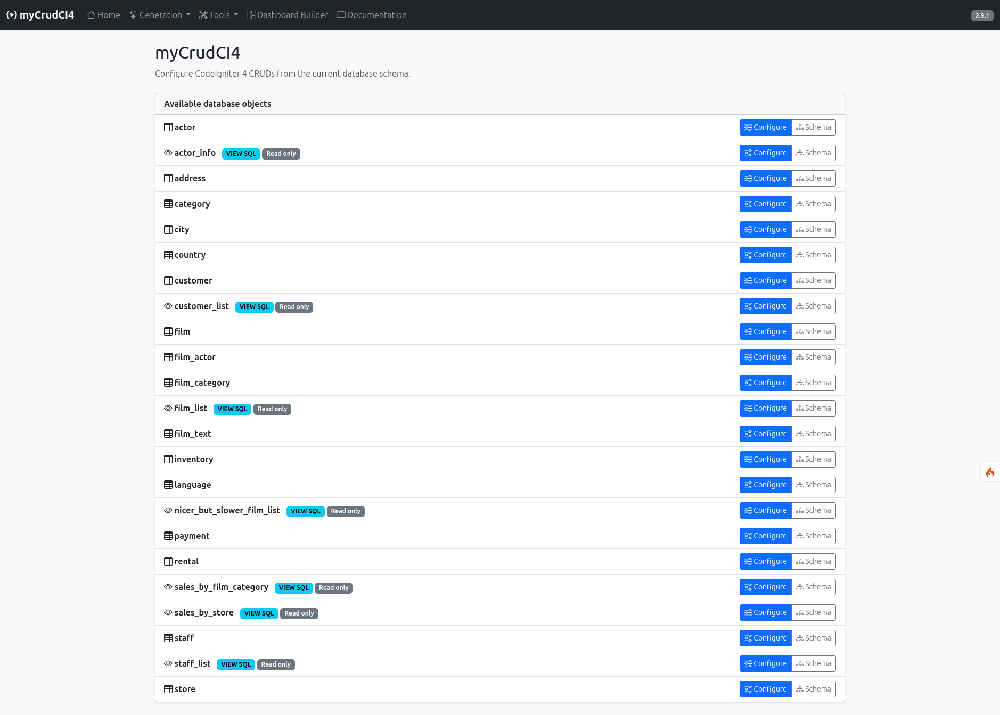 myCrudCI4 Home Generation Tools Dashboard Builder Documentation 2.9.1
myCrudCI4
Configure CodeIgniter 4 CRUDs from the current database schema.
Available database objects
actor Configure Schema
actor_info VIEW SQL Read only Configure Schema
address Configure Schema
category Configure Schema
city Configure Schema
country Configure Schema
customer Configure Schema
customer_list VIEW SQL Read only Configure Schema
film Configure Schema
film_actor Configure Schema
film_category Configure Schema
film_list VIEW SQL Read only Configure Schema
film_text Configure Schema
inventory Configure Schema
language Configure Schema
nicer_but_slower_film_list VIEW SQL Read only Configure Schema
payment Configure Schema
rental Configure Schema
sales_by_film_category VIEW SQL Read only Configure Schema
sales_by_store VIEW SQL Read only Configure Schema
staff Configure Schema
staff_list VIEW SQL Read only Configure Schema
store Configure Schema